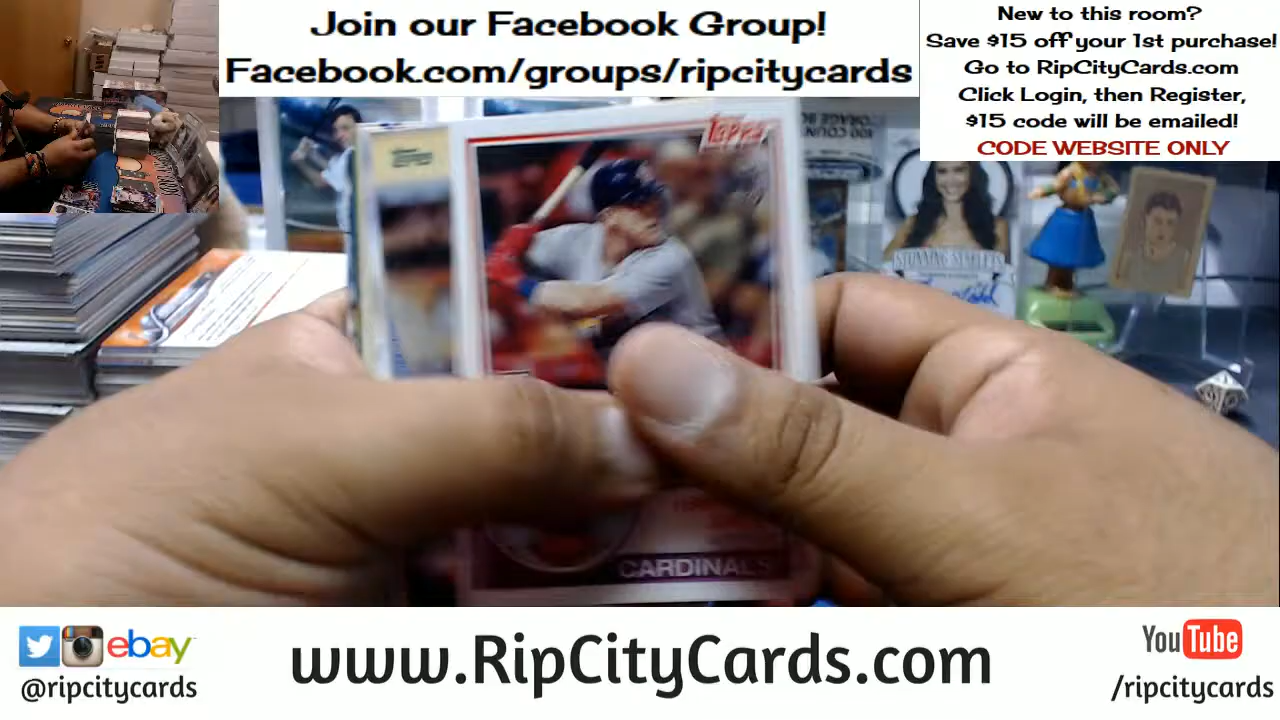 Join our Facebook Group!
Facebook.com/groups/ripcitycards
New to this room?
Save $15 off your 1st purchase!
Go to RipCityCards.com
Click Login, then Register,
$15 code will be emailed!
CODE WEBSITE ONLY
TOPPS
STUNNING STARLETS
CARDINALS
ebay
@ripcitycards
www.RipCityCards.com
YouTube
/ripcitycards